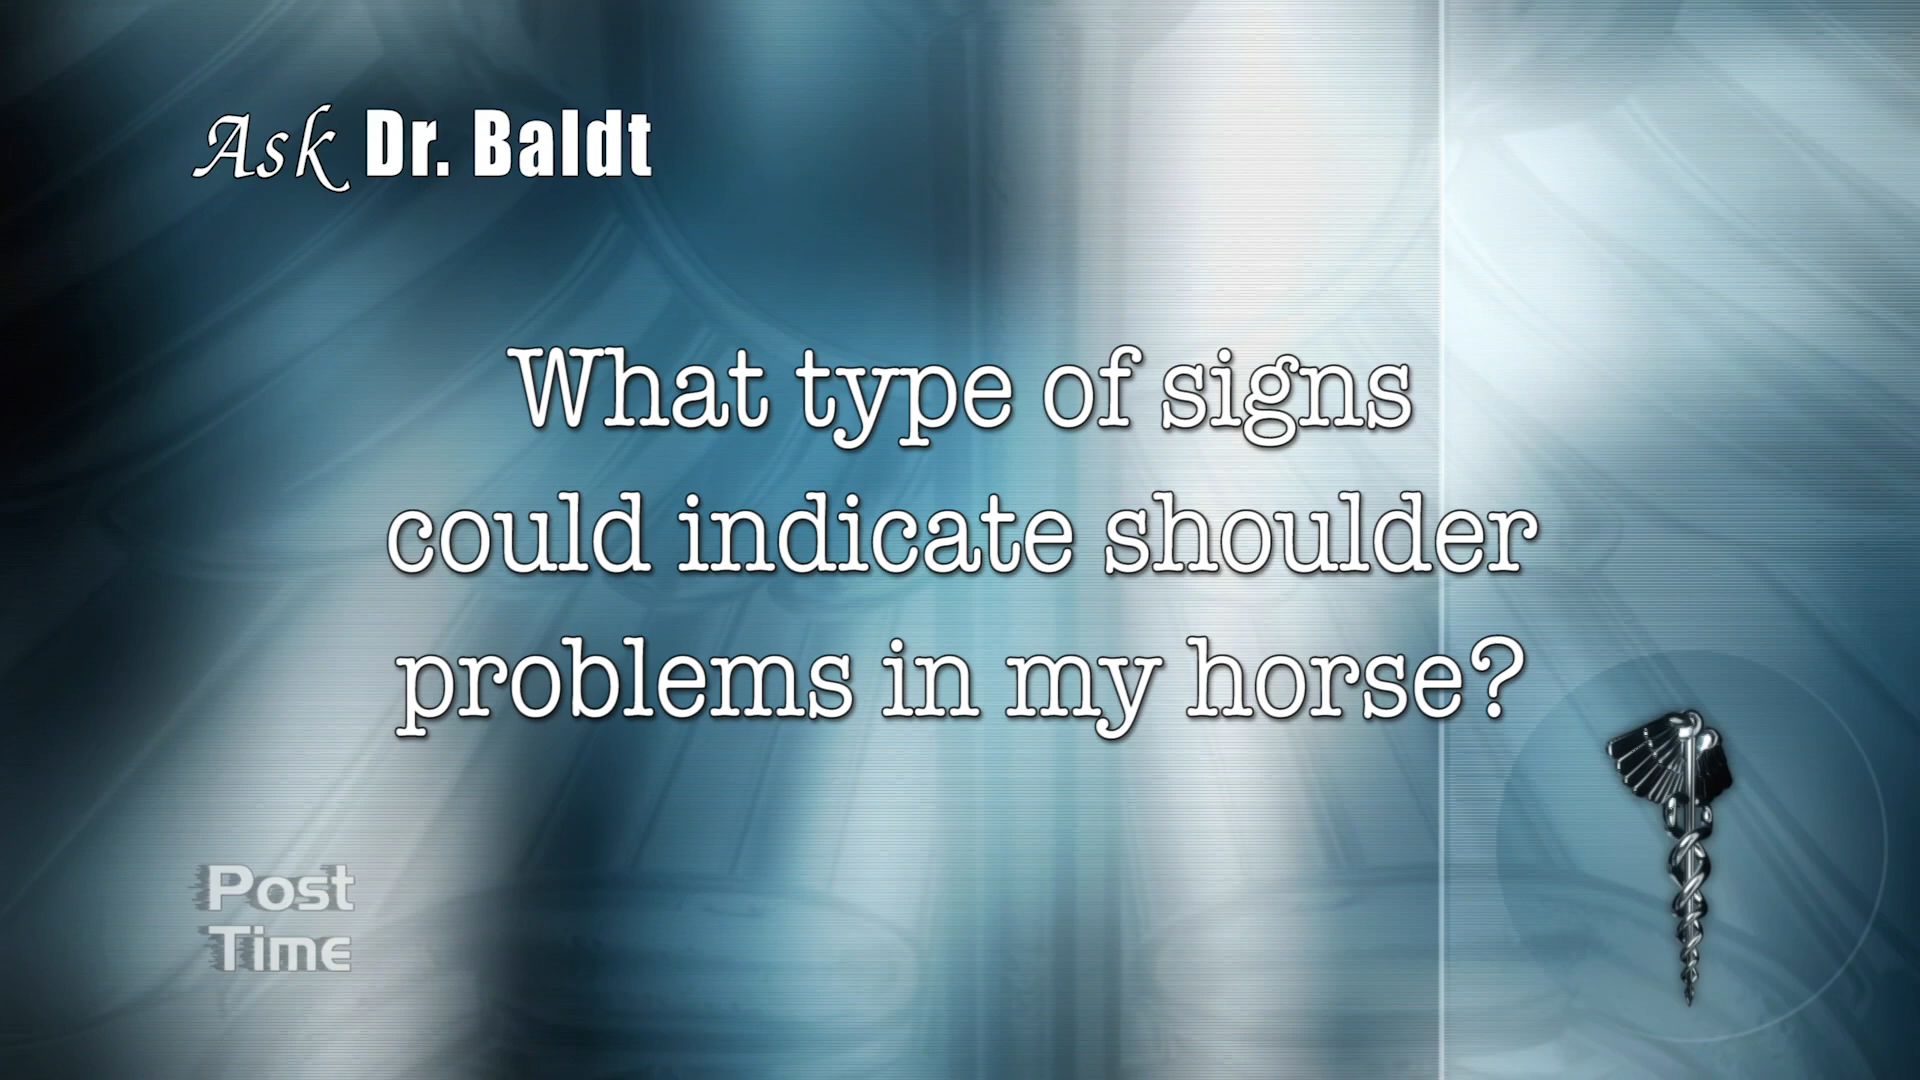 Ask Dr. Baldt
What type of signs
could indicate shoulder
problems in my horse?
Post
Time